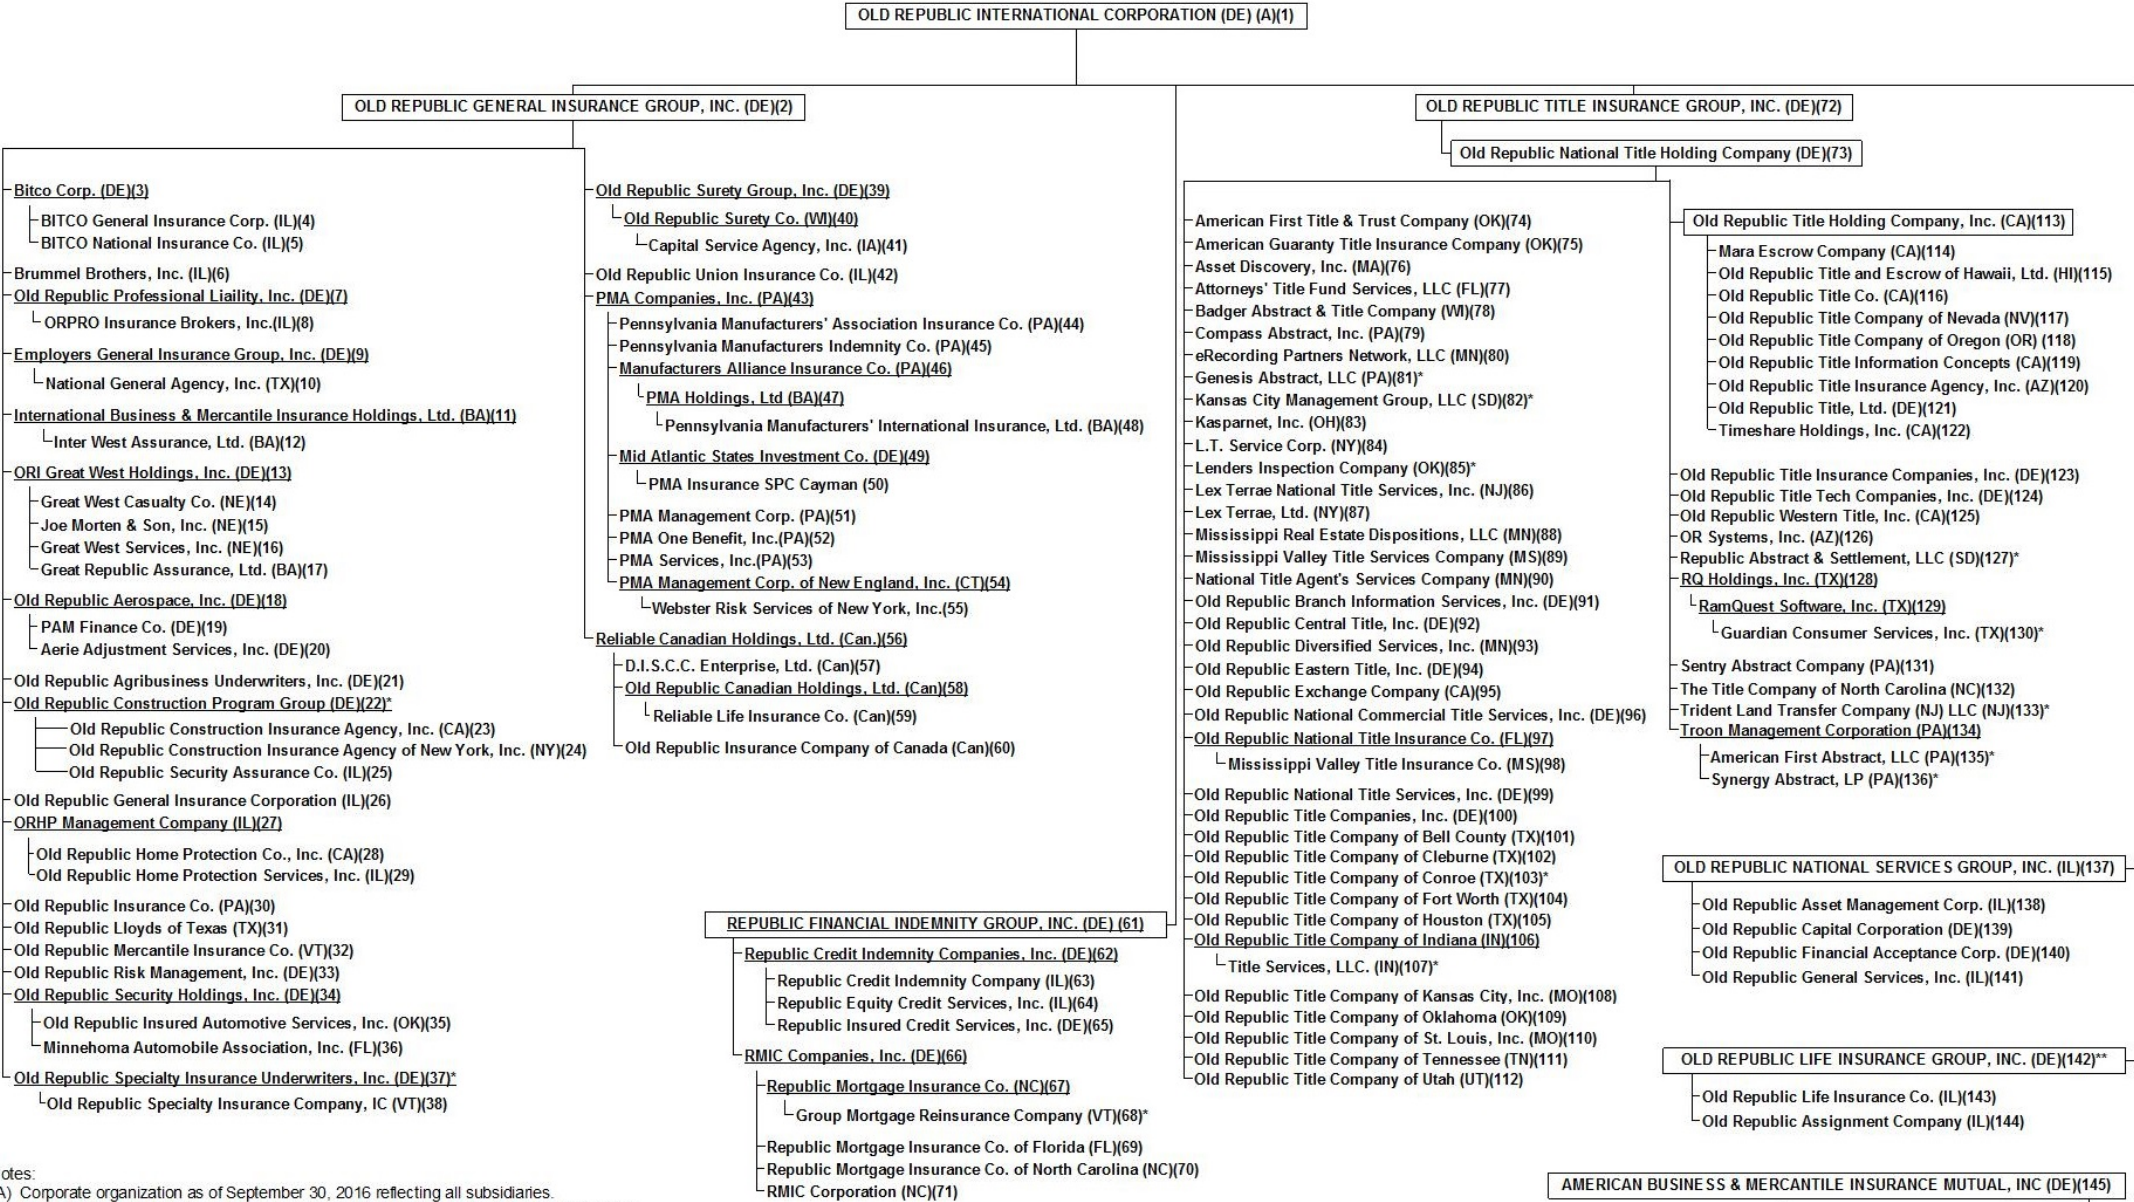 OLD REPUBLIC INTERNATIONAL CORPORATION (DE) (A)(1)
OLD REPUBLIC GENERAL INSURANCE GROUP, INC. (DE)(2)
Bitco Corp. (DE)(3)
BITCO General Insurance Corp. (IL)(4)
BITCO National Insurance Co. (IL)(5)
Brummel Brothers, Inc. (IL)(6)
Old Republic Professional Liaility, Inc. (DE)(7)
ORPRO Insurance Brokers, Inc.(IL)(8)
Employers General Insurance Group, Inc. (DE)(9)
National General Agency, Inc. (TX)(10)
International Business & Mercantile Insurance Holdings, Ltd. (BA)(11)
Inter West Assurance, Ltd. (BA)(12)
ORI Great West Holdings, Inc. (DE)(13)
Great West Casualty Co. (NE)(14)
Joe Morten & Son, Inc. (NE)(15)
Great West Services, Inc. (NE)(16)
Great Republic Assurance, Ltd. (BA)(17)
Old Republic Aerospace, Inc. (DE)(18)
PAM Finance Co. (DE)(19)
Aerie Adjustment Services, Inc. (DE)(20)
Old Republic Agribusiness Underwriters, Inc. (DE)(21)
Old Republic Construction Program Group (DE)(22)*
Old Republic Construction Insurance Agency, Inc. (CA)(23)
Old Republic Construction Insurance Agency of New York, Inc. (NY)(24)
Old Republic Security Assurance Co. (IL)(25)
Old Republic General Insurance Corporation (IL)(26)
ORHP Management Company (IL)(27)
Old Republic Home Protection Co., Inc. (CA)(28)
Old Republic Home Protection Services, Inc. (IL)(29)
Old Republic Insurance Co. (PA)(30)
Old Republic Lloyds of Texas (TX)(31)
Old Republic Mercantile Insurance Co. (VT)(32)
Old Republic Risk Management, Inc. (DE)(33)
Old Republic Security Holdings, Inc. (DE)(34)
Old Republic Insured Automotive Services, Inc. (OK)(35)
Minnehoma Automobile Association, Inc. (FL)(36)
Old Republic Specialty Insurance Underwriters, Inc. (DE)(37)*
Old Republic Specialty Insurance Company, IC (VT)(38)
Old Republic Surety Group, Inc. (DE)(39)
Old Republic Surety Co. (WI)(40)
Capital Service Agency, Inc. (IA)(41)
Old Republic Union Insurance Co. (IL)(42)
PMA Companies, Inc. (PA)(43)
Pennsylvania Manufacturers' Association Insurance Co. (PA)(44)
Pennsylvania Manufacturers Indemnity Co. (PA)(45)
Manufacturers Alliance Insurance Co. (PA)(46)
PMA Holdings, Ltd (BA)(47)
Pennsylvania Manufacturers' International Insurance, Ltd. (BA)(48)
Mid Atlantic States Investment Co. (DE)(49)
PMA Insurance SPC Cayman (50)
PMA Management Corp. (PA)(51)
PMA One Benefit, Inc.(PA)(52)
PMA Services, Inc.(PA)(53)
PMA Management Corp. of New England, Inc. (CT)(54)
Webster Risk Services of New York, Inc.(55)
Reliable Canadian Holdings, Ltd. (Can.)(56)
D.I.S.C.C. Enterprise, Ltd. (Can)(57)
Old Republic Canadian Holdings, Ltd. (Can)(58)
Reliable Life Insurance Co. (Can)(59)
Old Republic Insurance Company of Canada (Can)(60)
REPUBLIC FINANCIAL INDEMNITY GROUP, INC. (DE) (61)
Republic Credit Indemnity Companies, Inc. (DE)(62)
Republic Credit Indemnity Company (IL)(63)
Republic Equity Credit Services, Inc. (IL)(64)
Republic Insured Credit Services, Inc. (DE)(65)
RMIC Companies, Inc. (DE)(66)
Republic Mortgage Insurance Co. (NC)(67)
Group Mortgage Reinsurance Company (VT)(68)*
Republic Mortgage Insurance Co. of Florida (FL)(69)
Republic Mortgage Insurance Co. of North Carolina (NC)(70)
RMIC Corporation (NC)(71)
OLD REPUBLIC TITLE INSURANCE GROUP, INC. (DE)(72)
Old Republic National Title Holding Company (DE)(73)
American First Title & Trust Company (OK)(74)
American Guaranty Title Insurance Company (OK)(75)
Asset Discovery, Inc. (MA)(76)
Attorneys' Title Fund Services, LLC (FL)(77)
Badger Abstract & Title Company (WI)(78)
Compass Abstract, Inc. (PA)(79)
eRecording Partners Network, LLC (MN)(80)
Genesis Abstract, LLC (PA)(81)*
Kansas City Management Group, LLC (SD)(82)*
Kasparnet, Inc. (OH)(83)
L.T. Service Corp. (NY)(84)
Lenders Inspection Company (OK)(85)*
Lex Terrae National Title Services, Inc. (NJ)(86)
Lex Terrae, Ltd. (NY)(87)
Mississippi Real Estate Dispositions, LLC (MN)(88)
Mississippi Valley Title Services Company (MS)(89)
National Title Agent's Services Company (MN)(90)
Old Republic Branch Information Services, Inc. (DE)(91)
Old Republic Central Title, Inc. (DE)(92)
Old Republic Diversified Services, Inc. (MN)(93)
Old Republic Eastern Title, Inc. (DE)(94)
Old Republic Exchange Company (CA)(95)
Old Republic National Commercial Title Services, Inc. (DE)(96)
Old Republic National Title Insurance Co. (FL)(97)
Mississippi Valley Title Insurance Co. (MS)(98)
Old Republic National Title Services, Inc. (DE)(99)
Old Republic Title Companies, Inc. (DE)(100)
Old Republic Title Company of Bell County (TX)(101)
Old Republic Title Company of Cleburne (TX)(102)
Old Republic Title Company of Conroe (TX)(103)*
Old Republic Title Company of Fort Worth (TX)(104)
Old Republic Title Company of Houston (TX)(105)
Old Republic Title Company of Indiana (IN)(106)
Title Services, LLC. (IN)(107)*
Old Republic Title Company of Kansas City, Inc. (MO)(108)
Old Republic Title Company of Oklahoma (OK)(109)
Old Republic Title Company of St. Louis, Inc. (MO)(110)
Old Republic Title Company of Tennessee (TN)(111)
Old Republic Title Company of Utah (UT)(112)
Old Republic Title Holding Company, Inc. (CA)(113)
Mara Escrow Company (CA)(114)
Old Republic Title and Escrow of Hawaii, Ltd. (HI)(115)
Old Republic Title Co. (CA)(116)
Old Republic Title Company of Nevada (NV)(117)
Old Republic Title Company of Oregon (OR) (118)
Old Republic Title Information Concepts (CA)(119)
Old Republic Title Insurance Agency, Inc. (AZ)(120)
Old Republic Title, Ltd. (DE)(121)
Timeshare Holdings, Inc. (CA)(122)
Old Republic Title Insurance Companies, Inc. (DE)(123)
Old Republic Title Tech Companies, Inc. (DE)(124)
Old Republic Western Title, Inc. (CA)(125)
OR Systems, Inc. (AZ)(126)
Republic Abstract & Settlement, LLC (SD)(127)*
RQ Holdings, Inc. (TX)(128)
RamQuest Software, Inc. (TX)(129)
Guardian Consumer Services, Inc. (TX)(130)*
Sentry Abstract Company (PA)(131)
The Title Company of North Carolina (NC)(132)
Trident Land Transfer Company (NJ) LLC (NJ)(133)*
Troon Management Corporation (PA)(134)
American First Abstract, LLC (PA)(135)*
Synergy Abstract, LP (PA)(136)*
OLD REPUBLIC NATIONAL SERVICES GROUP, INC. (IL)(137)
Old Republic Asset Management Corp. (IL)(138)
Old Republic Capital Corporation (DE)(139)
Old Republic Financial Acceptance Corp. (DE)(140)
Old Republic General Services, Inc. (IL)(141)
OLD REPUBLIC LIFE INSURANCE GROUP, INC. (DE)(142)**
Old Republic Life Insurance Co. (IL)(143)
Old Republic Assignment Company (IL)(144)
AMERICAN BUSINESS & MERCANTILE INSURANCE MUTUAL, INC (DE)(145)
otes:
A) Corporate organization as of September 30, 2016 reflecting all subsidiaries.